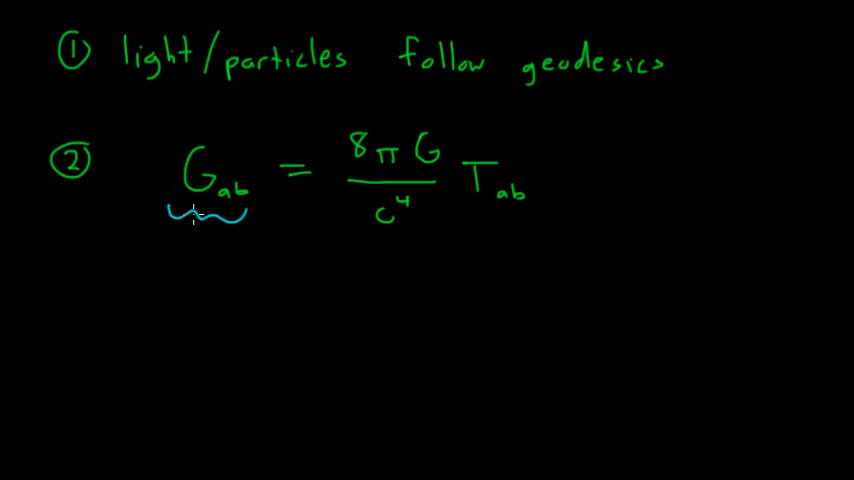 ① light/particles follow geodesics
② G_ab = 8πG/c⁴ T_ab